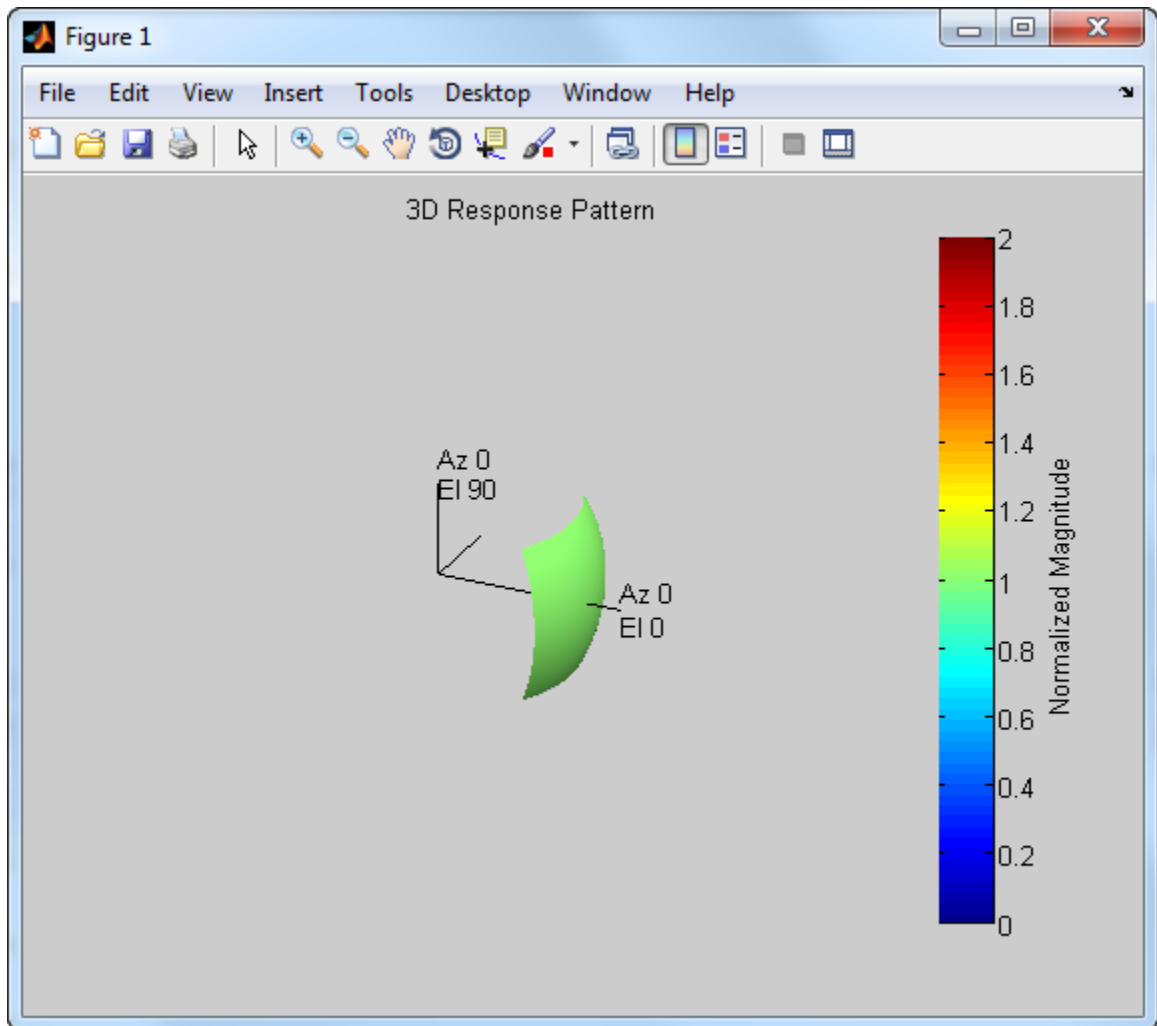 Figure 1
File Edit View Insert Tools Desktop Window Help
3D Response Pattern
Az 0
El 90
Az 0
El 0
2
1.8
1.6
1.4
1.2
1
0.8
0.6
0.4
0.2
0
Normalized Magnitude